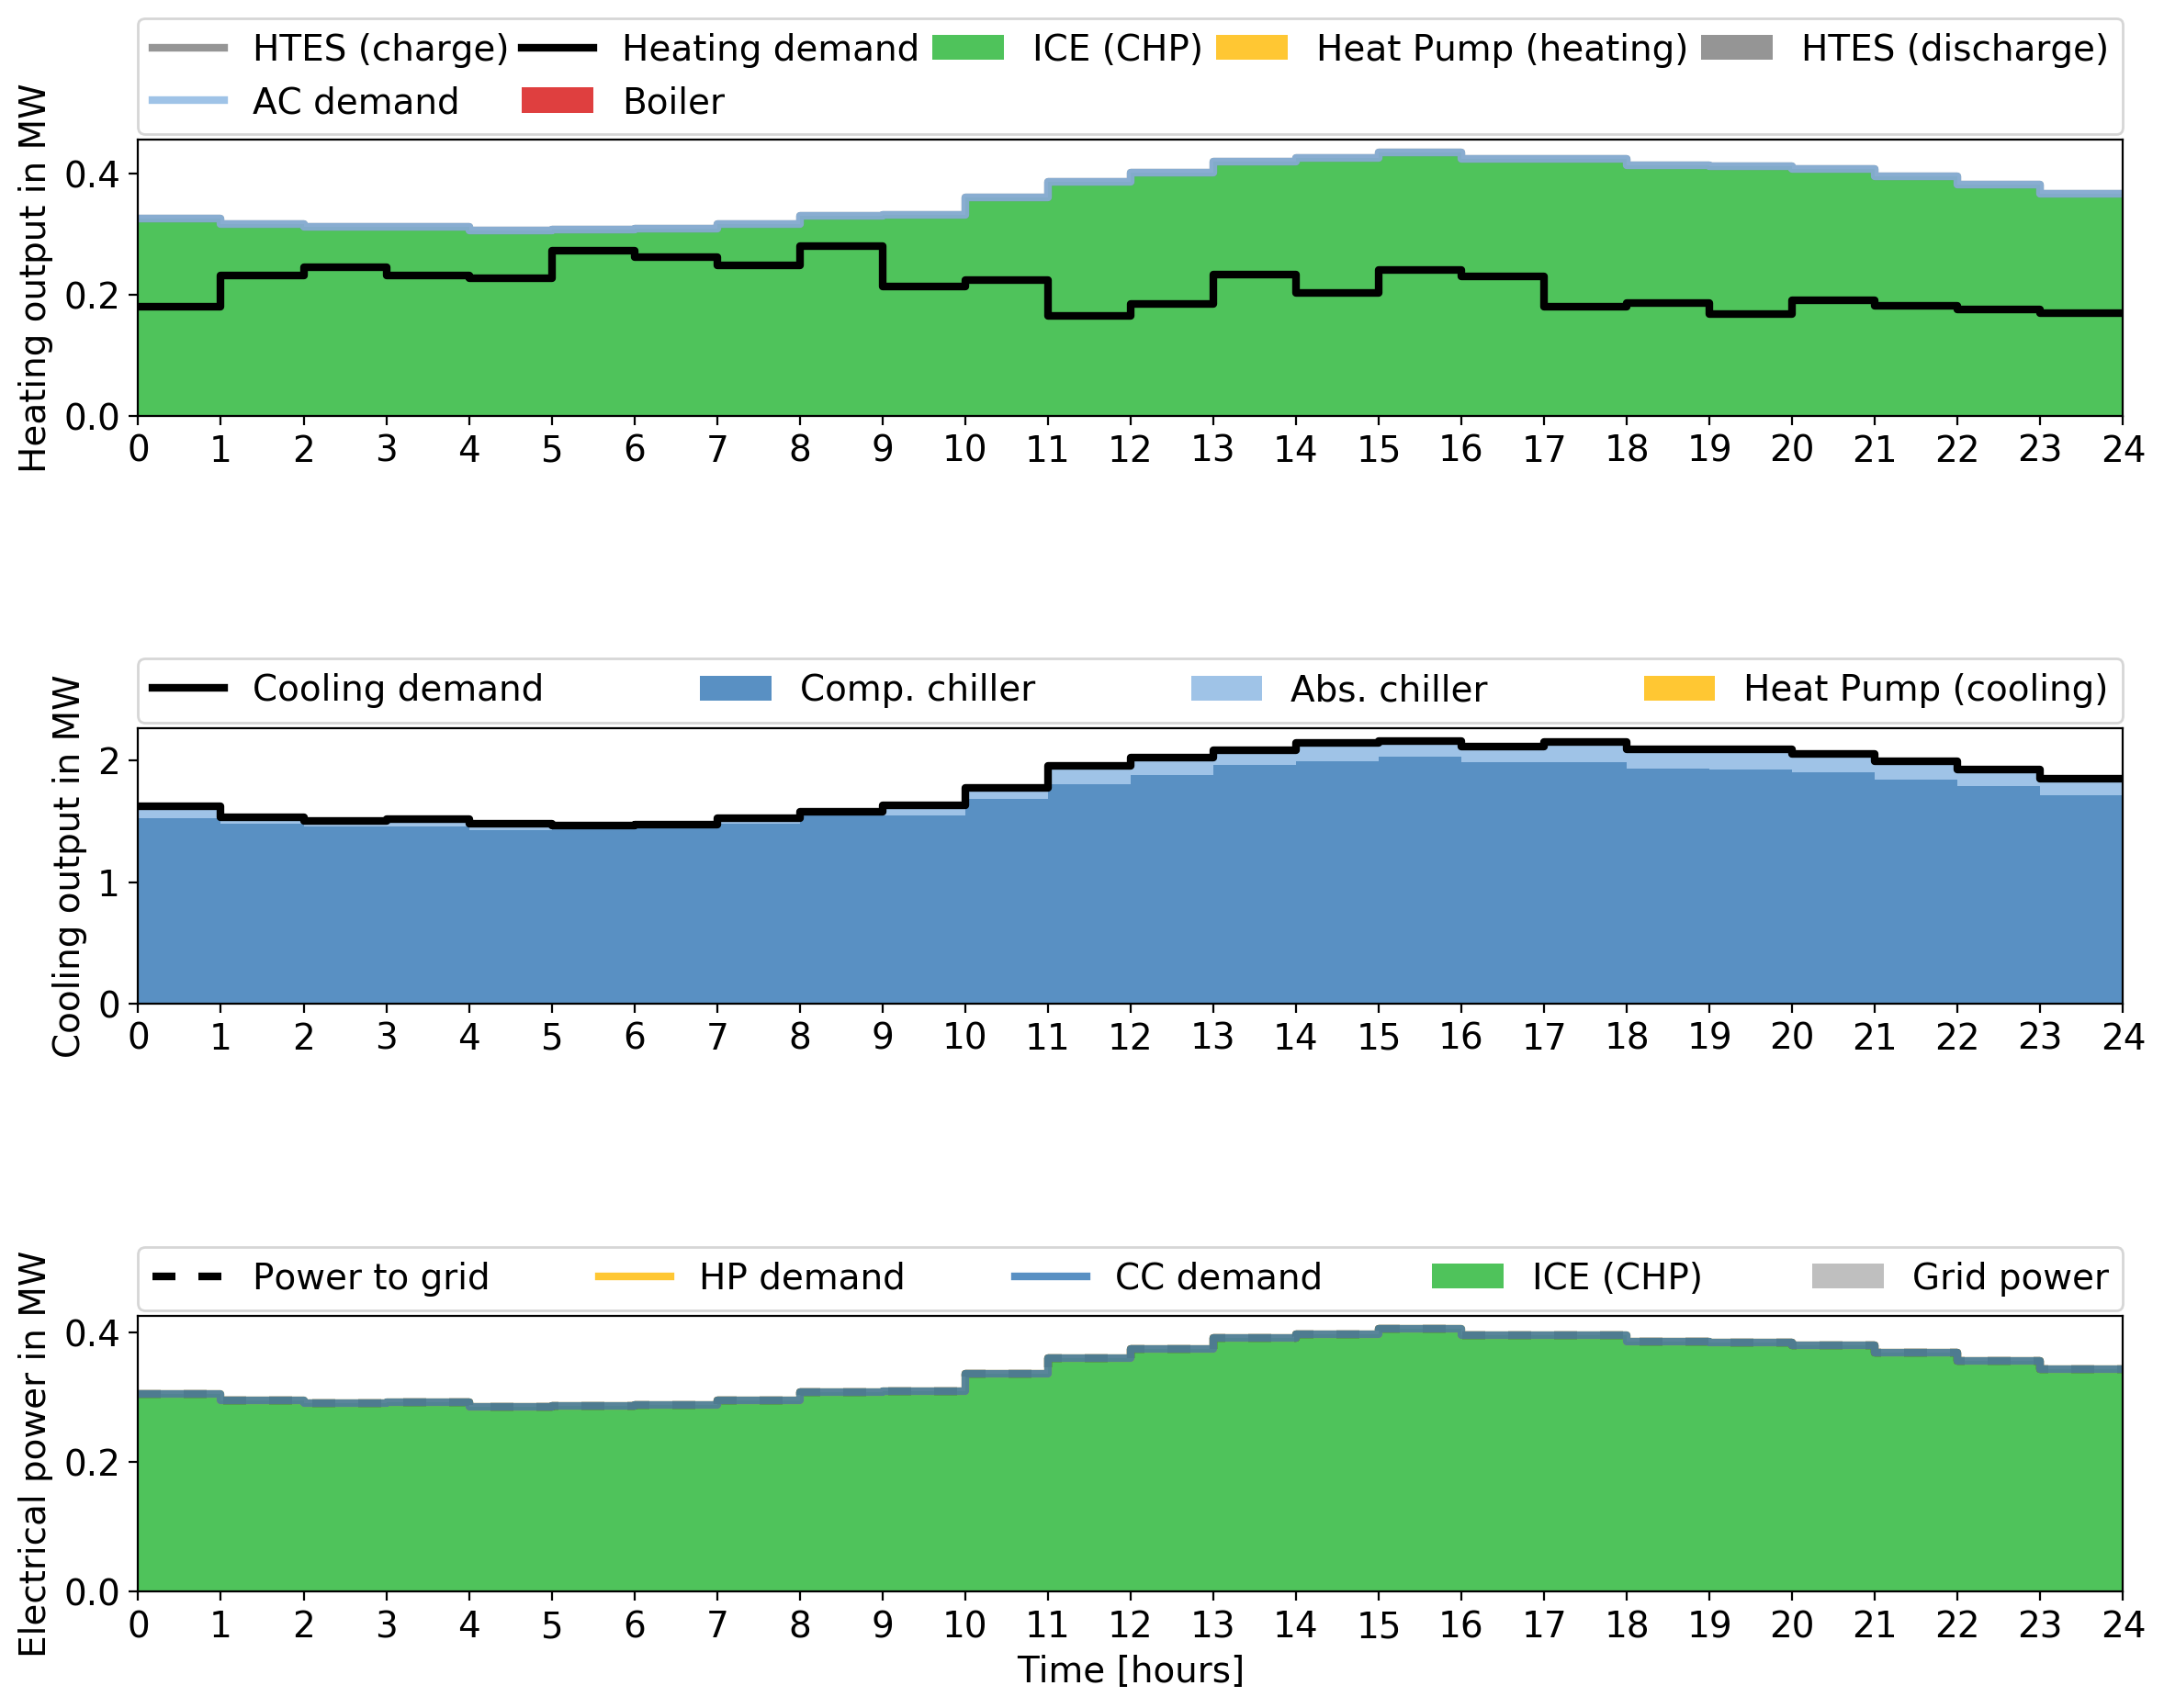 HTES (charge) Heating demand ICE (CHP) Heat Pump (heating) HTES (discharge)
AC demand Boiler
Heating output in MW
0.4
0.2
0.0
0 1 2 3 4 5 6 7 8 9 10 11 12 13 14 15 16 17 18 19 20 21 22 23 24
Cooling demand Comp. chiller Abs. chiller Heat Pump (cooling)
Cooling output in MW
2
1
0
0 1 2 3 4 5 6 7 8 9 10 11 12 13 14 15 16 17 18 19 20 21 22 23 24
Power to grid HP demand CC demand ICE (CHP) Grid power
Electrical power in MW
0.4
0.2
0.0
0 1 2 3 4 5 6 7 8 9 10 11 12 13 14 15 16 17 18 19 20 21 22 23 24
Time [hours]